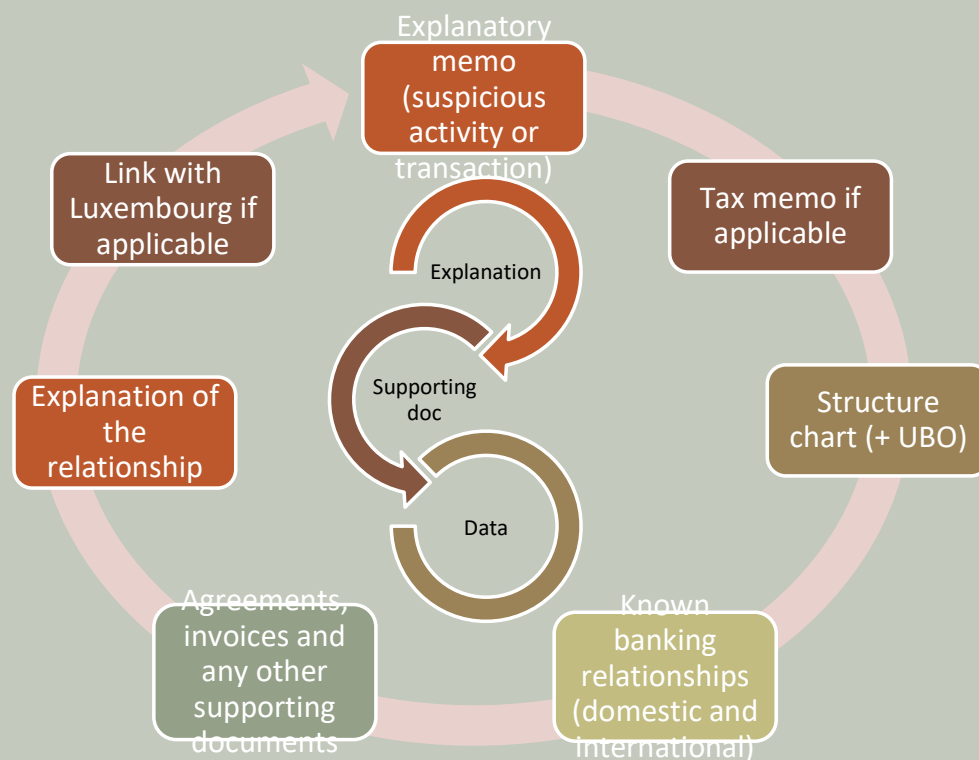 Explanatory
memo
(suspicious
activity or
transaction)
Tax memo if
applicable
Structure
chart (+ UBO)
Known
banking
relationships
(domestic and
international)
Agreements,
invoices and
any other
supporting
documents
Explanation of
the
relationship
Link with
Luxembourg if
applicable
Explanation
Supporting
doc
Data